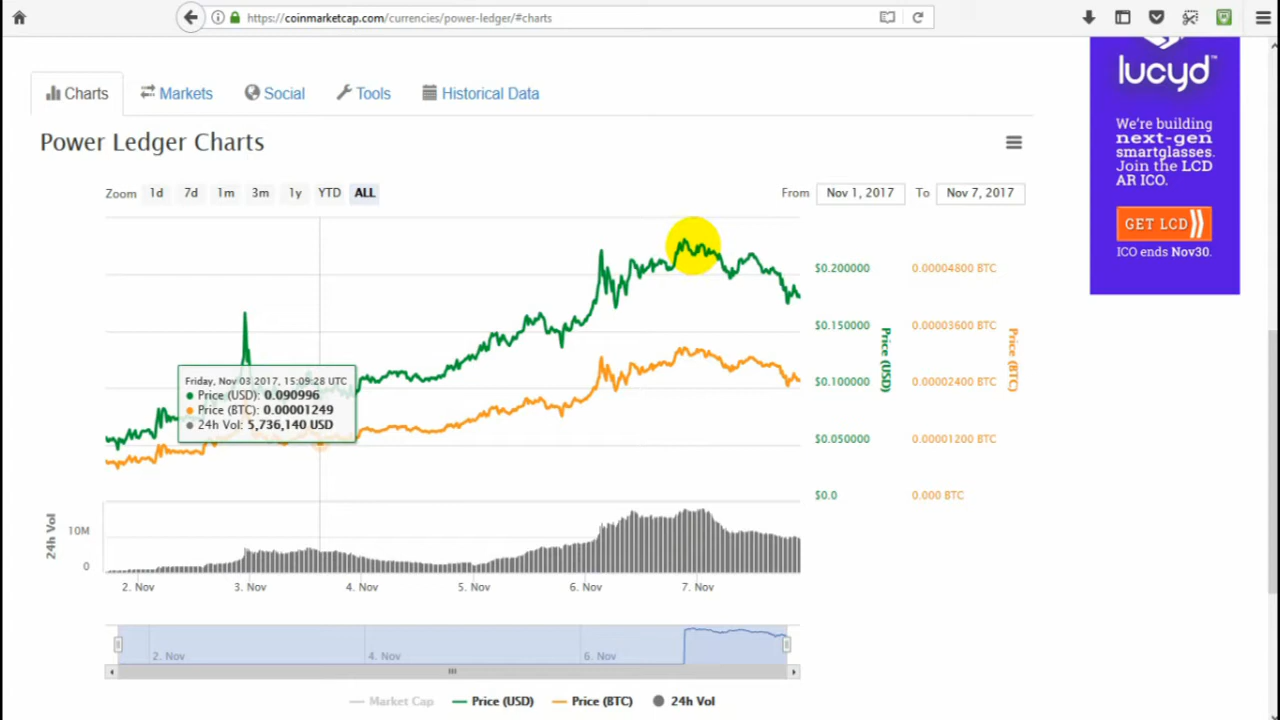 https://coinmarketcap.com/currencies/power-ledger/#charts
Charts
Markets
Social
Tools
Historical Data
Power Ledger Charts
Zoom 1d 7d 1m 3m 1y YTD ALL
From Nov 1, 2017 To Nov 7, 2017
$0.200000
$0.150000
$0.100000
$0.050000
$0.0
Price (USD)
0.00004800 BTC
0.00003600 BTC
0.00002400 BTC
0.00001200 BTC
0.000 BTC
Price (BTC)
Friday, Nov 03 2017, 15:09:28 UTC
Price (USD): 0.090996
Price (BTC): 0.00001249
24h Vol: 5,736,140 USD
24h Vol
10M
0
2. Nov 3. Nov 4. Nov 5. Nov 6. Nov 7. Nov
2. Nov 4. Nov 6. Nov
Market Cap Price (USD) Price (BTC) 24h Vol
lucyd™
We're building
next-gen
smartglasses.
Join the LCD
AR ICO.
GET LCD
ICO ends Nov30.